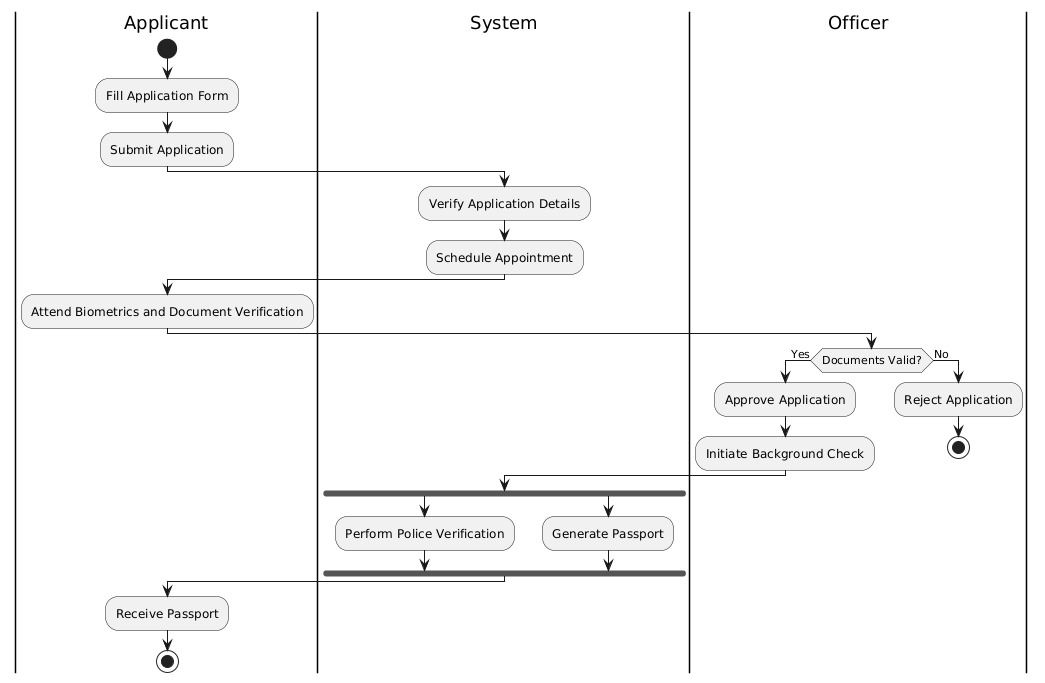 Applicant
System
Officer
Fill Application Form
Submit Application
Verify Application Details
Schedule Appointment
Attend Biometrics and Document Verification
Yes
Documents Valid?
No
Approve Application
Reject Application
Initiate Background Check
Perform Police Verification
Generate Passport
Receive Passport